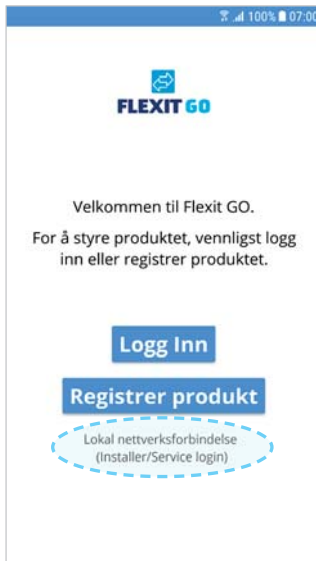 100% 07:00
FLEXIT GO
Velkommen til Flexit GO.
For å styre produktet, vennligst logg
inn eller registrer produktet.
Logg Inn
Registrer produkt
Lokal nettverksforbindelse
(Installer/Service login)